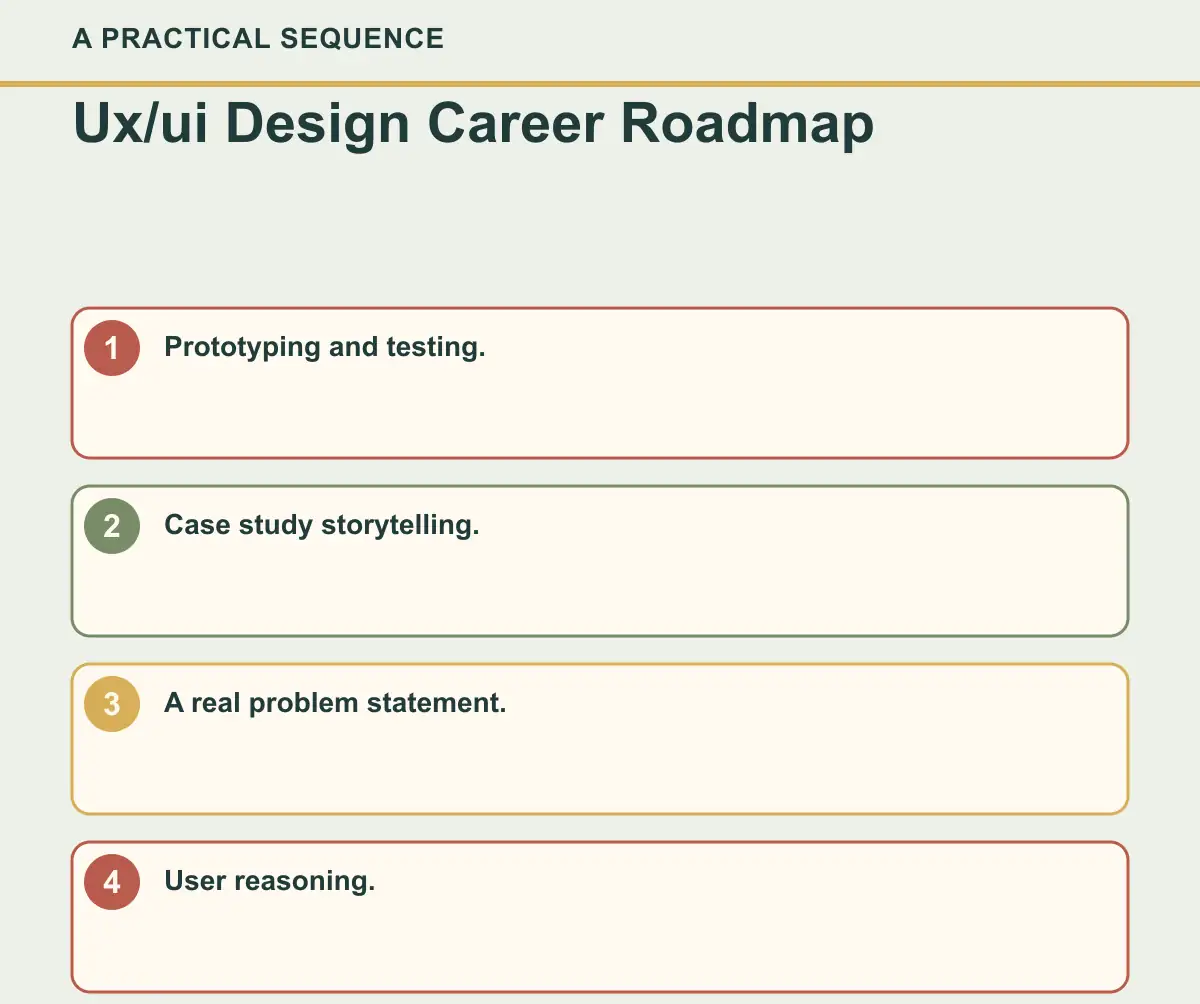 A PRACTICAL SEQUENCE
Ux/ui Design Career Roadmap
1 Prototyping and testing.
2 Case study storytelling.
3 A real problem statement.
4 User reasoning.